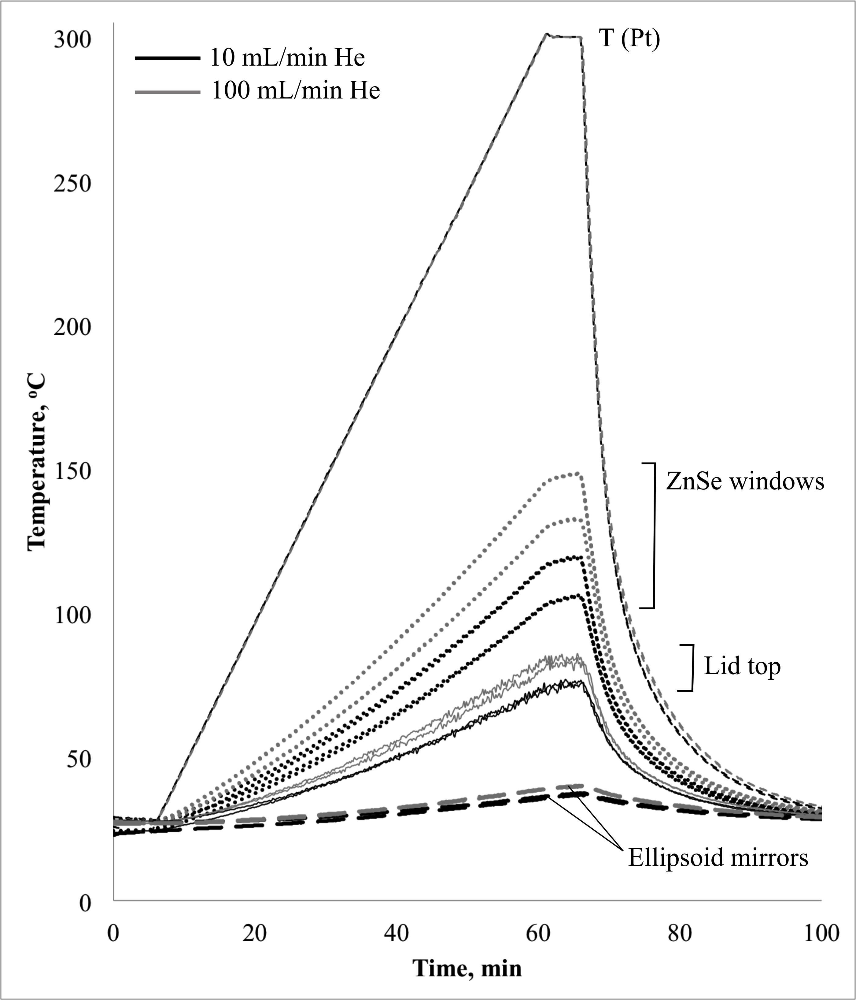 300
T (Pt)
10 mL/min He
100 mL/min He
250
200
150
ZnSe windows
100
Lid top
50
Ellipsoid mirrors
0
0 20 40 60 80 100
Time, min
Temperature, ºC